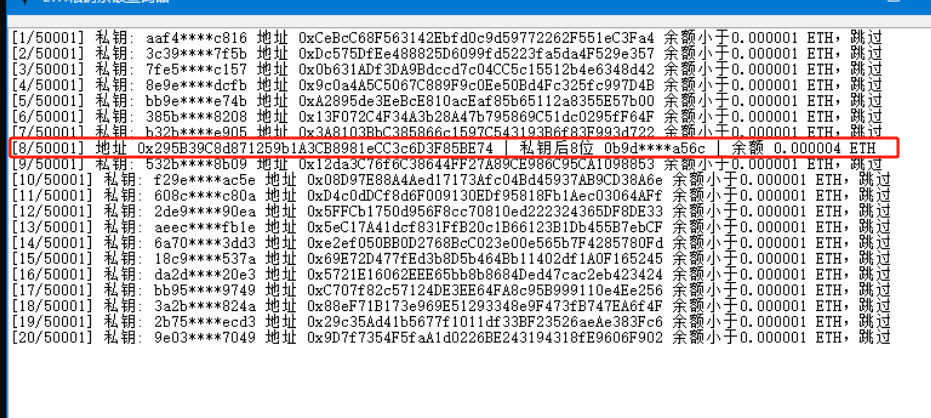 [1/50001] 私钥: aaf4****c816 地址 0xCeBcC68F563142Ebfd0c9d59772262F551eC3Fa4 余额小于0.000001 ETH，跳过
[2/50001] 私钥: 3c39****7f5b 地址 0xDc575DfEe488825D6099fd5223fa5da4F529e357 余额小于0.000001 ETH，跳过
[3/50001] 私钥: 7fe5****c157 地址 0x0b631ADf3DA9Bdccd7c04CC5c15512b4e6348d42 余额小于0.000001 ETH，跳过
[4/50001] 私钥: 8e9e****dcfb 地址 0x9c0a4A5C5067C889F9c0Ee50Bd4Fc325fc997D4B 余额小于0.000001 ETH，跳过
[5/50001] 私钥: bb9e****e74b 地址 0xA2895de3EeBcE810acEaf85b65112a8355E57b00 余额小于0.000001 ETH，跳过
[6/50001] 私钥: 385b****8208 地址 0x13F072C4F34A3b28A47b795869C51dc0295fF64F 余额小于0.000001 ETH，跳过
[7/50001] 私钥: b32b****e905 地址 0x3A8103BbC385866c1597C543193B6f83F993d722 余额小于0.000001 ETH，跳过
[8/50001] 地址 0x295B39C8d871259b1A3CB8981eCC3c6D3F85BE74 | 私钥后8位 0b9d****a56c | 余额 0.000004 ETH
[9/50001] 私钥: 532b****8b09 地址 0x12da3C76f6C38644FF27A89CE986C95CA1098853 余额小于0.000001 ETH，跳过
[10/50001] 私钥: f29e****ac5e 地址 0x08D97E88A4Aed17173Afc04Bd45937AB9CD38A6e 余额小于0.000001 ETH，跳过
[11/50001] 私钥: 608c****c80a 地址 0xD4c0dDCf8d6F009130EDf95818Fb1Aec03064AFf 余额小于0.000001 ETH，跳过
[12/50001] 私钥: 2de9****90ea 地址 0x5FFCb1750d956F8cc70810ed222324365DF8DE33 余额小于0.000001 ETH，跳过
[13/50001] 私钥: aeec****fb1e 地址 0x5eC17A41dcf831FfB20c1B66123B1Db455B7ebCF 余额小于0.000001 ETH，跳过
[14/50001] 私钥: 6a70****3dd3 地址 0xe2ef050BB0D2768BcC023e00e565b7F4285780Fd 余额小于0.000001 ETH，跳过
[15/50001] 私钥: 18c9****537a 地址 0x69E72D477fEd3b8D5b464Bb11402df1A0F165245 余额小于0.000001 ETH，跳过
[16/50001] 私钥: da2d****20e3 地址 0x5721E16062EEE65bb8b8684Ded47cac2eb423424 余额小于0.000001 ETH，跳过
[17/50001] 私钥: bb95****9749 地址 0xC707f82c57124DE3EE64FA8c95B999110e4Ee256 余额小于0.000001 ETH，跳过
[18/50001] 私钥: 3a2b****824a 地址 0x88eF71B173e969E51293348e9F473fB747EA6f4F 余额小于0.000001 ETH，跳过
[19/50001] 私钥: 2b75****ecd3 地址 0x29c35Ad41b5677f1011df33BF23526aeAe383Fc6 余额小于0.000001 ETH，跳过
[20/50001] 私钥: 9e03****7049 地址 0x9D7f7354F5faA1d0226BE243194318fE9606F902 余额小于0.000001 ETH，跳过